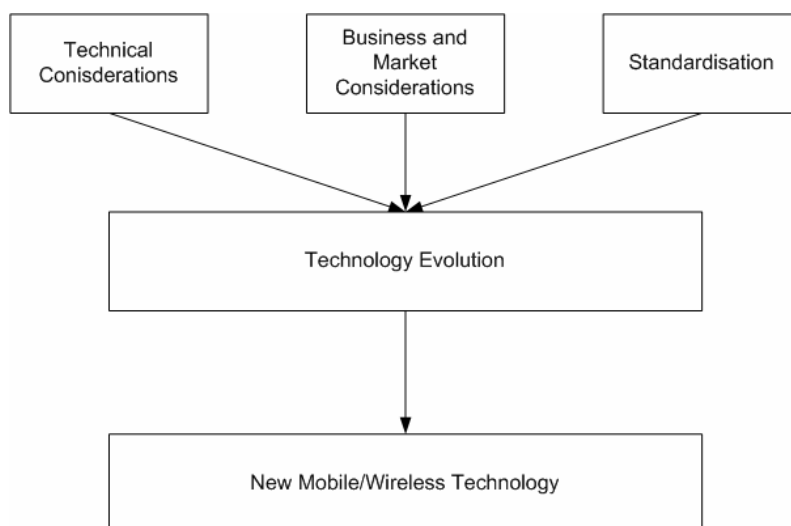 Technical
Conisderations
Business and
Market
Considerations
Standardisation
Technology Evolution
New Mobile/Wireless Technology